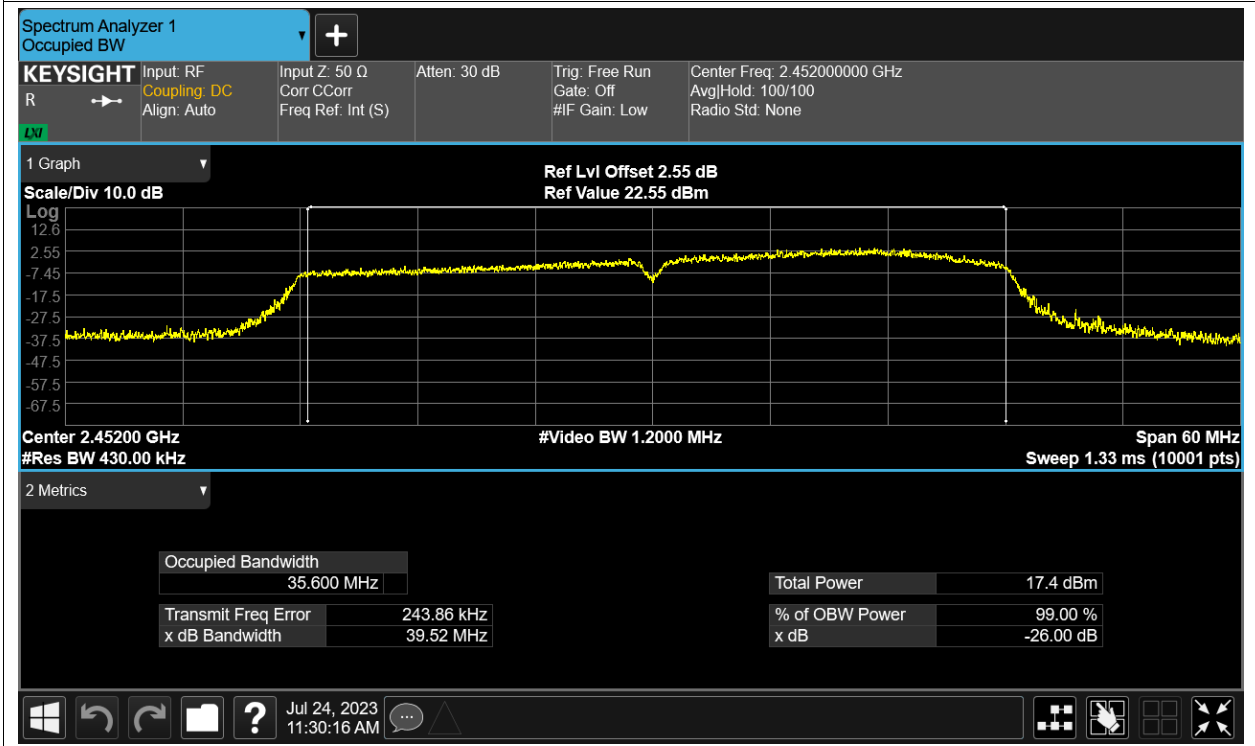 Spectrum Analyzer 1
Occupied BW
KEYSIGHT
R
LXI
Input: RF
Coupling: DC
Align: Auto
Input Z: 50 Ω
Corr CCorr
Freq Ref: Int (S)
Atten: 30 dB
Trig: Free Run
Gate: Off
#IF Gain: Low
Center Freq: 2.452000000 GHz
Avg|Hold: 100/100
Radio Std: None
1 Graph
Scale/Div 10.0 dB
Ref Lvl Offset 2.55 dB
Ref Value 22.55 dBm
Log
12.6
2.55
-7.45
-17.5
-27.5
-37.5
-47.5
-57.5
-67.5
Center 2.45200 GHz
#Video BW 1.2000 MHz
Span 60 MHz
#Res BW 430.00 kHz
Sweep 1.33 ms (10001 pts)
2 Metrics
Occupied Bandwidth
35.600 MHz
Transmit Freq Error 243.86 kHz
x dB Bandwidth 39.52 MHz
Total Power 17.4 dBm
% of OBW Power 99.00 %
x dB -26.00 dB
?
Jul 24, 2023
11:30:16 AM